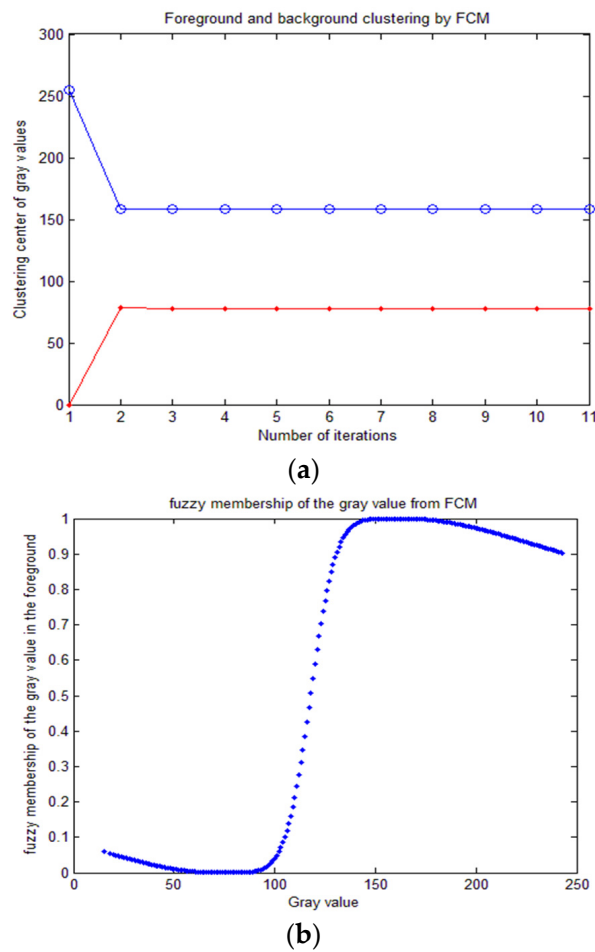 Foreground and background clustering by FCM
300
250
200
150
100
50
0
Clustering center of gray values
1 2 3 4 5 6 7 8 9 10 11
Number of iterations
(a)
fuzzy membership of the gray value from FCM
1
0.9
0.8
0.7
0.6
0.5
0.4
0.3
0.2
0.1
0
fuzzy membership of the gray value in the foreground
0 50 100 150 200 250
Gray value
(b)